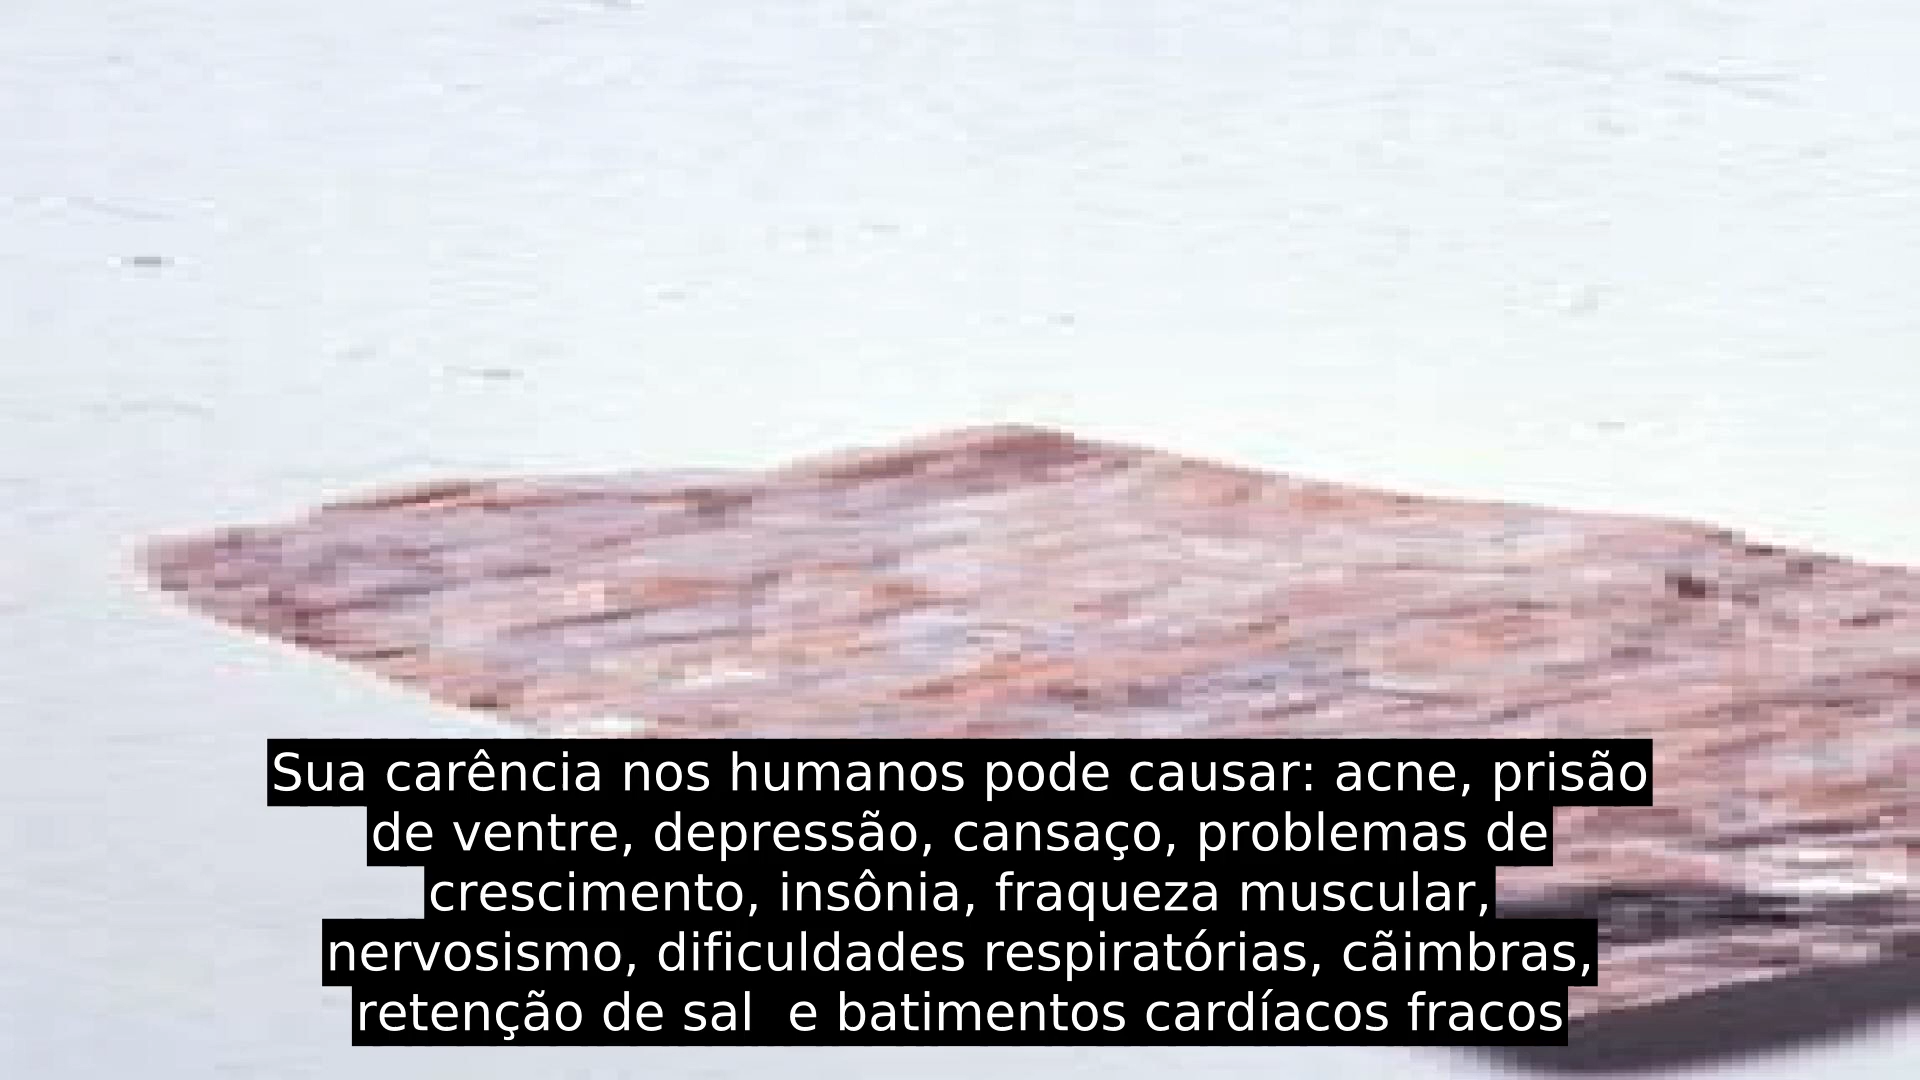 Sua carência nos humanos pode causar: acne, prisão
de ventre, depressão, cansaço, problemas de
crescimento, insônia, fraqueza muscular,
nervosismo, dificuldades respiratórias, cãimbras,
retenção de sal  e batimentos cardíacos fracos